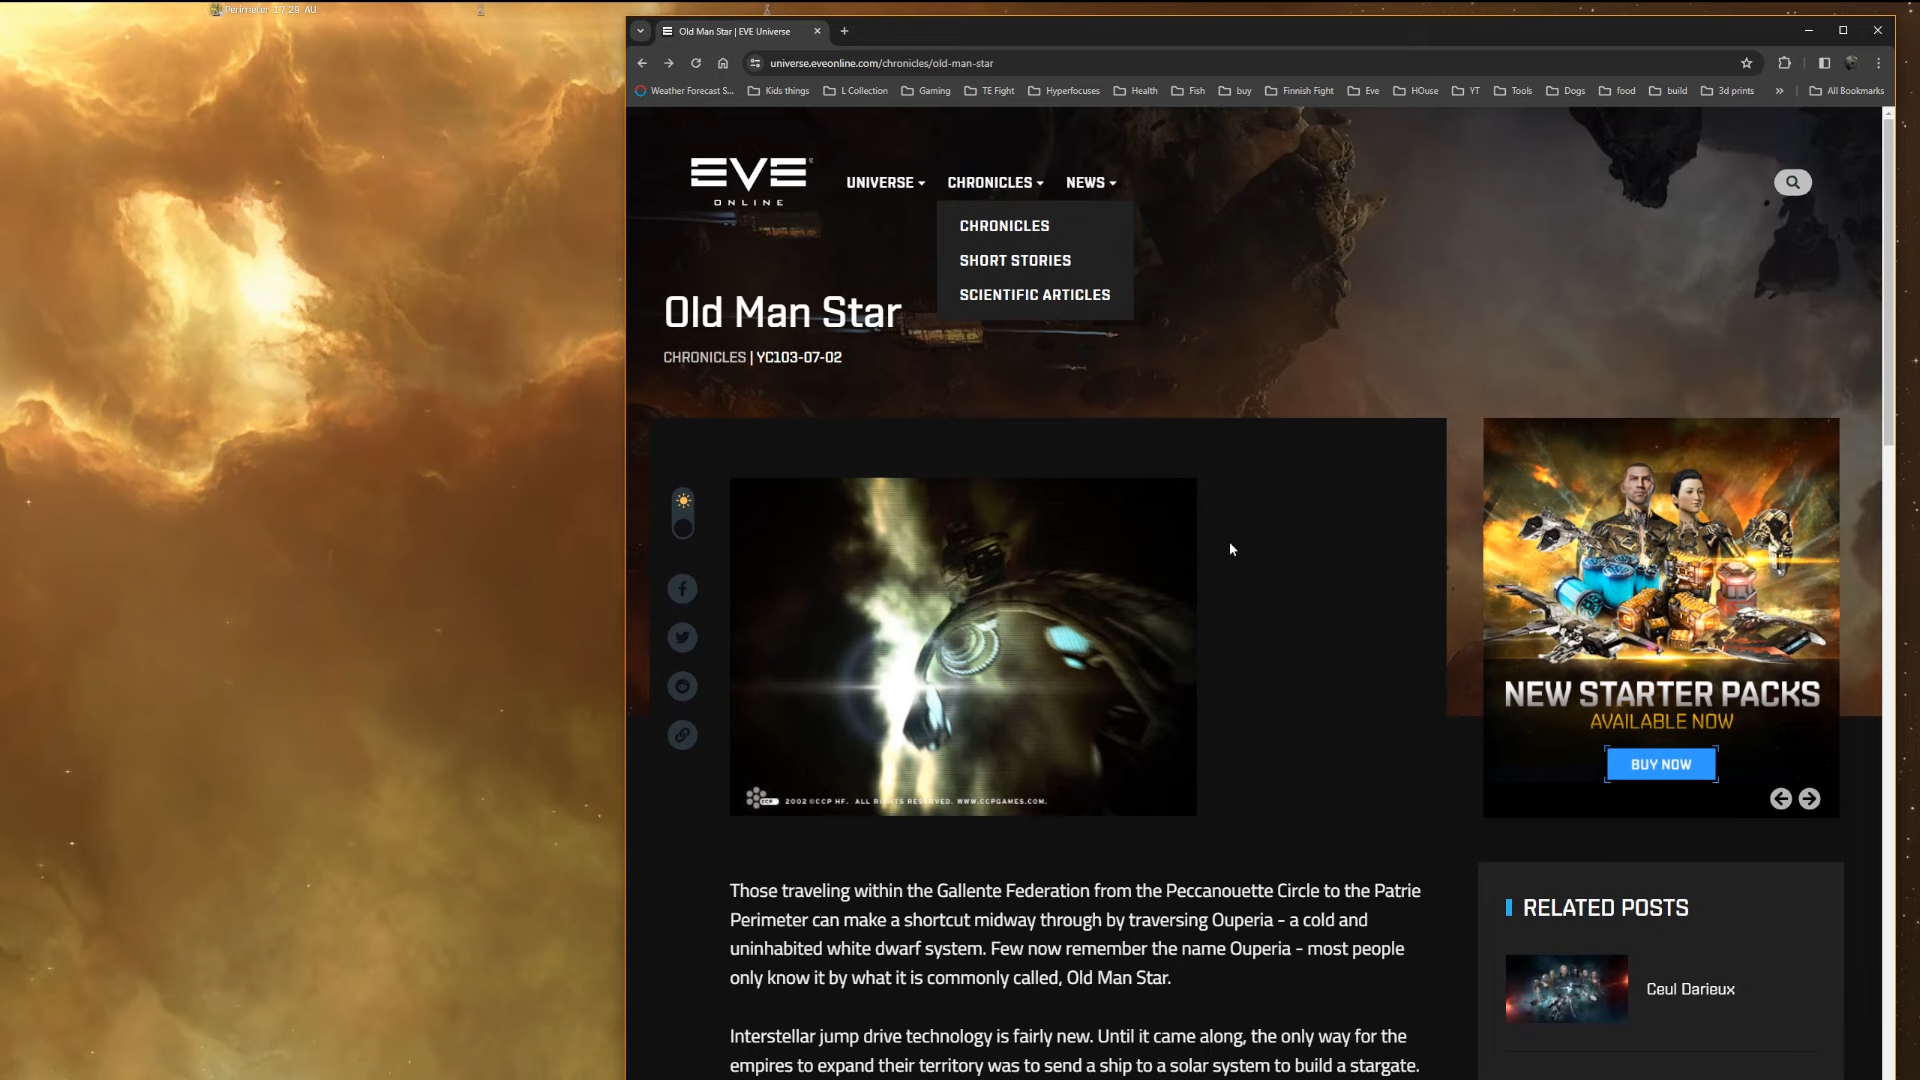 Perimeter 17.29 AU
Old Man Star | EVE Universe
universe.eveonline.com/chronicles/old-man-star
Weather Forecast S... Kids things L Collection Gaming TE Fight Hyperfocuses Health Fish buy Finnish Fight Eve HOuse YT Tools Dogs food build 3d prints » All Bookmarks
EVE
ONLINE
UNIVERSE CHRONICLES NEWS
CHRONICLES
SHORT STORIES
SCIENTIFIC ARTICLES
Old Man Star
CHRONICLES | YC103-07-02
CCP 2002 ©CCP HF. ALL RIGHTS RESERVED. WWW.CCPGAMES.COM.
NEW STARTER PACKS
AVAILABLE NOW
BUY NOW
Those traveling within the Gallente Federation from the Peccanouette Circle to the Patrie
Perimeter can make a shortcut midway through by traversing Ouperia - a cold and
uninhabited white dwarf system. Few now remember the name Ouperia - most people
only know it by what it is commonly called, Old Man Star.
Interstellar jump drive technology is fairly new. Until it came along, the only way for the
empires to expand their territory was to send a ship to a solar system to build a stargate.
RELATED POSTS
Ceul Darieux